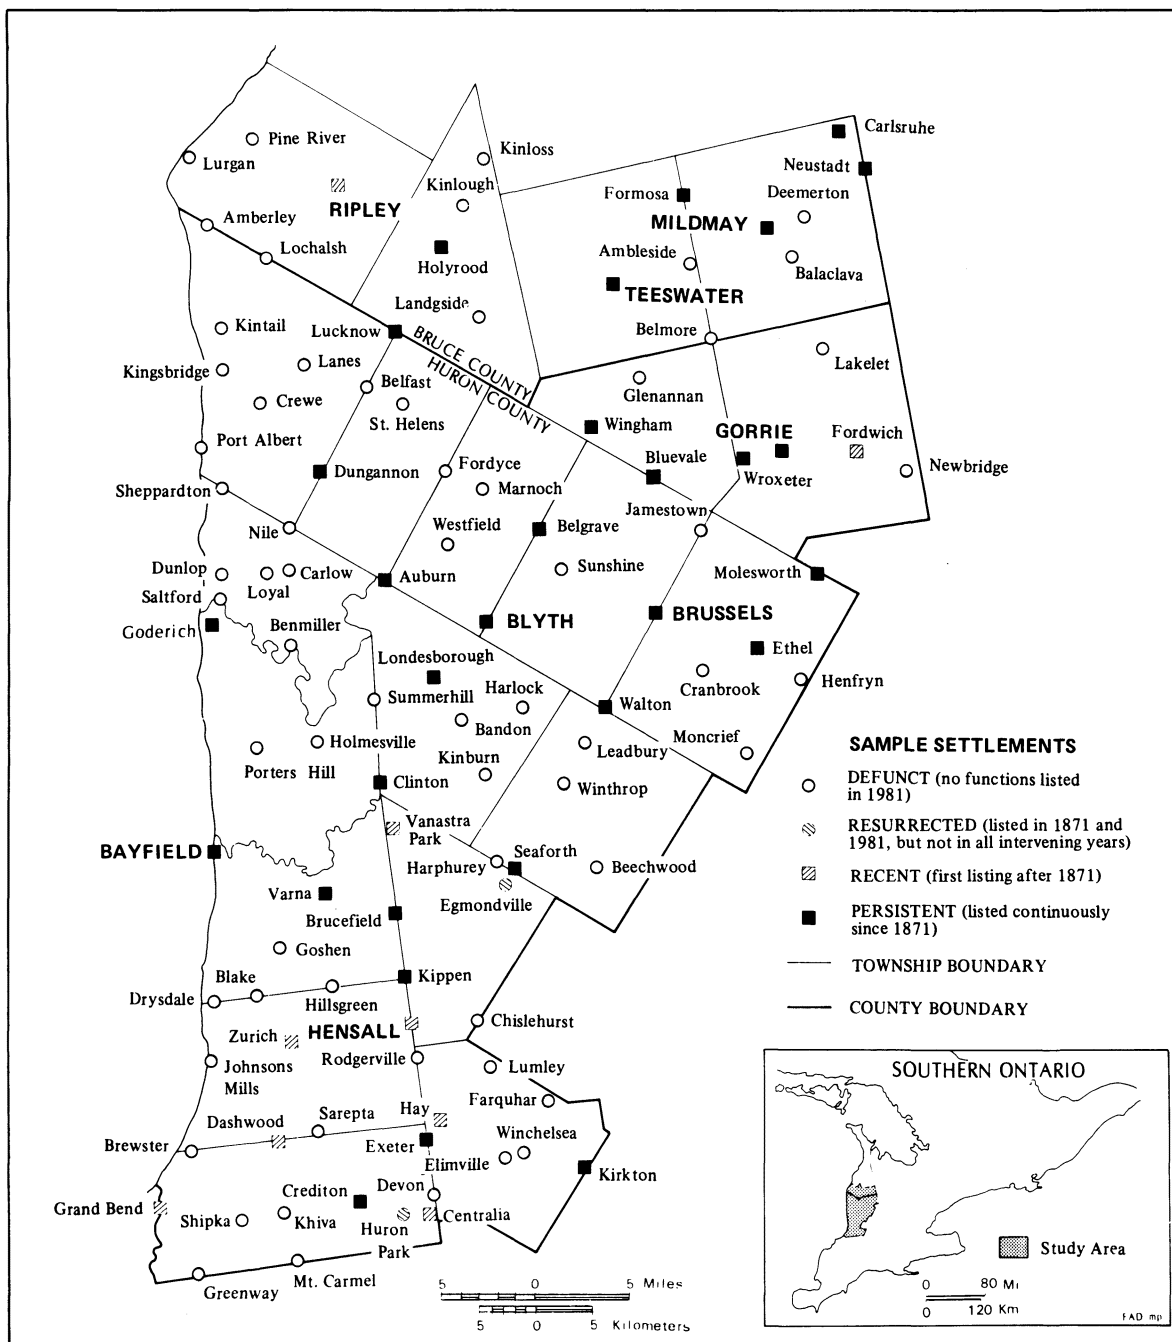 Pine River
Lurgan
Kinloss
Kinlough
RIPLEY
Amberley
Lochalsh
Holyrood
Landgside
Carlsruhe
Neustadt
Formosa
Deemerton
MILDMAY
Ambleside
Balaclava
TEESWATER
Belmore
Kintail
Lucknow
BRUCE COUNTY
HURON COUNTY
Kingsbridge
Lanes
Belfast
Crewe
St. Helens
Lakelet
Glenannan
Wingham
GORRIE
Fordwich
Port Albert
Bluevale
Wroxeter
Newbridge
Dungannon
Fordyce
Marnoch
Sheppardton
Nile
Westfield
Belgrave
Jamestown
Sunshine
Molesworth
Dunlop
Loyal
Carlow
Auburn
Saltford
Goderich
Benmiller
BLYTH
BRUSSELS
Ethel
Londesborough
Summerhill
Harlock
Bandon
Walton
Cranbrook
Henfryn
Holmesville
Porters Hill
Kinburn
Leadbury
Moncrief
Clinton
Winthrop
Vanastra
Park
BAYFIELD
Harphurey
Seaforth
Beechwood
Egmondville
Varna
Brucefield
Goshen
Kippen
Blake
Drysdale
Hillsgreen
Zurich
HENSALL
Chislehurst
Johnsons
Mills
Rodgerville
Lumley
Dashwood
Sarepta
Hay
Farquhar
Brewster
Exeter
Winchelsea
Elimville
Kirkton
Grand Bend
Crediton
Devon
Shipka
Khiva
Huron
Park
Centralia
Mt. Carmel
Greenway
5 0 5 Miles
5 0 5 Kilometers
SAMPLE SETTLEMENTS
DEFUNCT (no functions listed
in 1981)
RESURRECTED (listed in 1871 and
1981, but not in all intervening years)
RECENT (first listing after 1871)
PERSISTENT (listed continuously
since 1871)
TOWNSHIP BOUNDARY
COUNTY BOUNDARY
SOUTHERN ONTARIO
Study Area
0 80 Mi
0 120 Km
FAD mp